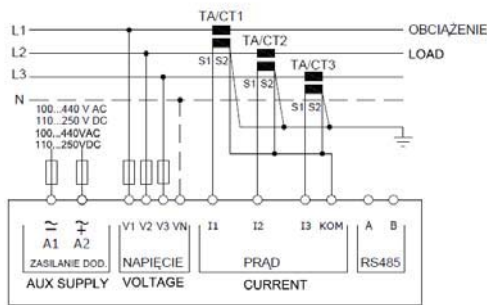 L1
TA/CT1
OBCIĄŻENIE
L2
TA/CT2
LOAD
S1 S2
L3
TA/CT3
S1 S2
N
S1 S2
100...440 V AC
110...250 V DC
100...440VAC
110...250VDC
V1 V2 V3 VN I1 I2 I3 KOM A B
A1 A2
ZASILANIE DOD. NAPIĘCIE PRĄD RS485
AUX SUPPLY VOLTAGE CURRENT